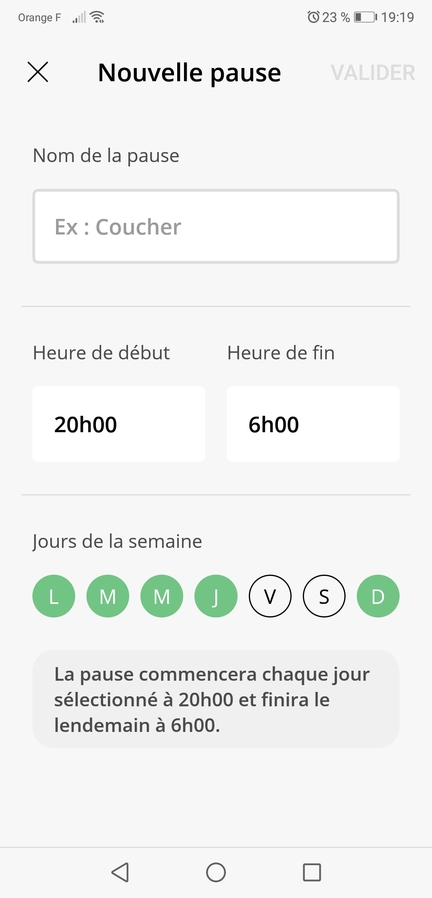 Orange F 23 % 19:19
Nouvelle pause VALIDER
Nom de la pause
Ex : Coucher
Heure de début Heure de fin
20h00 6h00
Jours de la semaine
L M M J V S D
La pause commencera chaque jour
sélectionné à 20h00 et finira le
lendemain à 6h00.